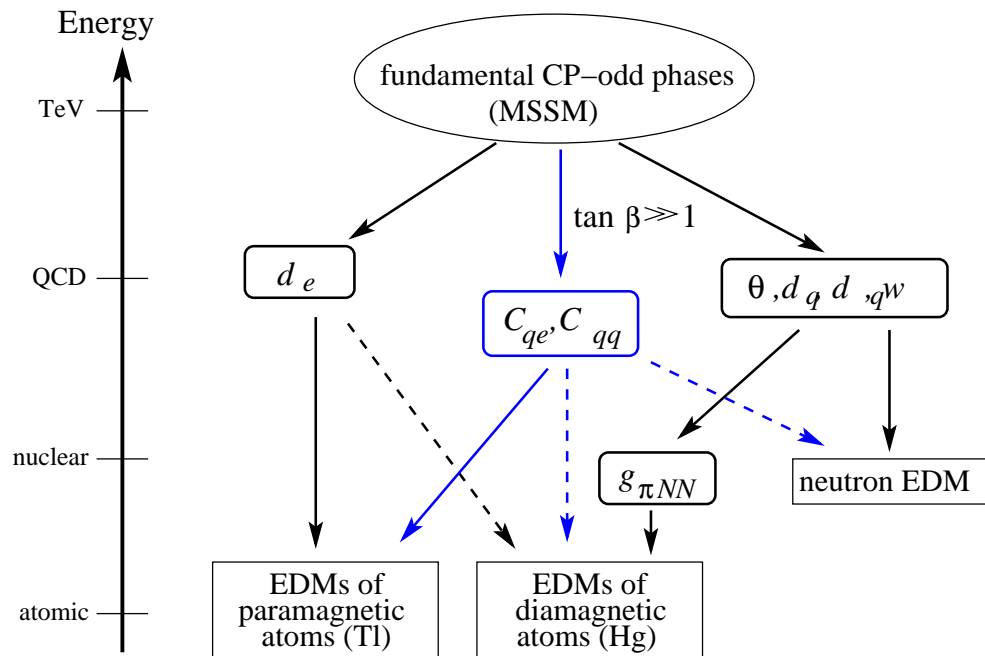 Energy
fundamental CP−odd phases
(MSSM)
TeV
tan β≫1
QCD
d e
θ ,d q, d ,q w
C qe ,C qq
nuclear
g πNN
neutron EDM
atomic
EDMs of
paramagnetic
atoms (Tl)
EDMs of
diamagnetic
atoms (Hg)